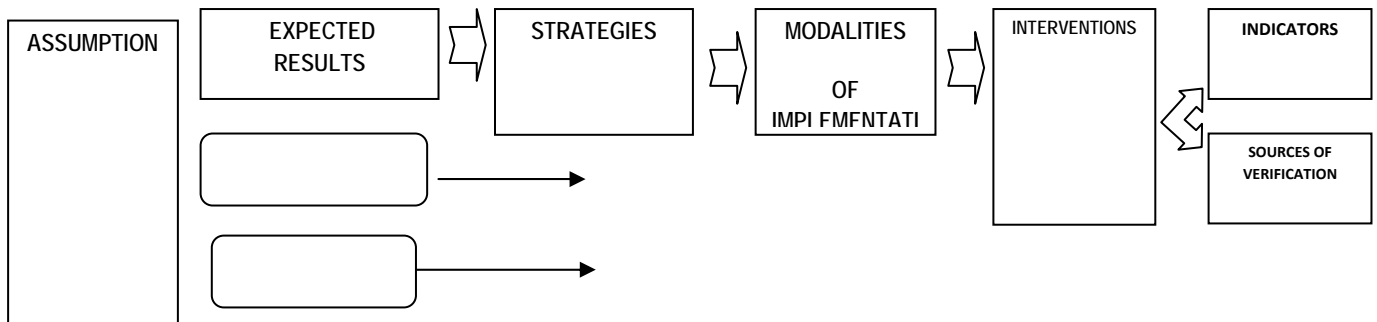 ASSUMPTION
EXPECTED
RESULTS
STRATEGIES
MODALITIES
OF
IMPLEMENTATI
INTERVENTIONS
INDICATORS
SOURCES OF
VERIFICATION